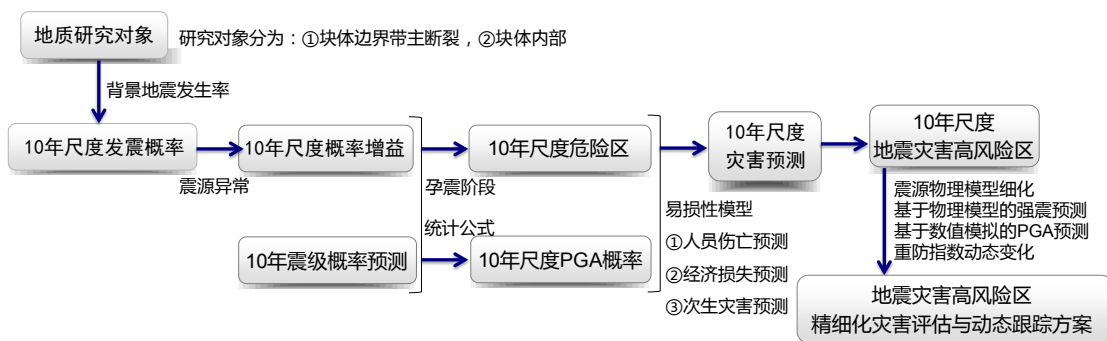 地质研究对象
研究对象分为：①块体边界带主断裂，②块体内部
背景地震发生率
10年尺度发震概率
震源异常
10年尺度概率增益
孕震阶段
10年尺度危险区
10年震级概率预测
统计公式
10年尺度PGA概率
易损性模型
①人员伤亡预测
②经济损失预测
③次生灾害预测
10年尺度
灾害预测
10年尺度
地震灾害高风险区
震源物理模型细化
基于物理模型的强震预测
基于数值模拟的PGA预测
重防指数动态变化
地震灾害高风险区
精细化灾害评估与动态跟踪方案